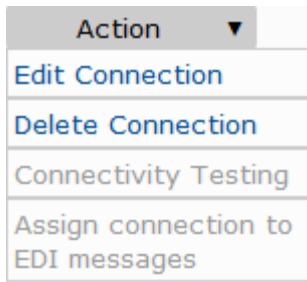 Action ▼
Edit Connection
Delete Connection
Connectivity Testing
Assign connection to
EDI messages